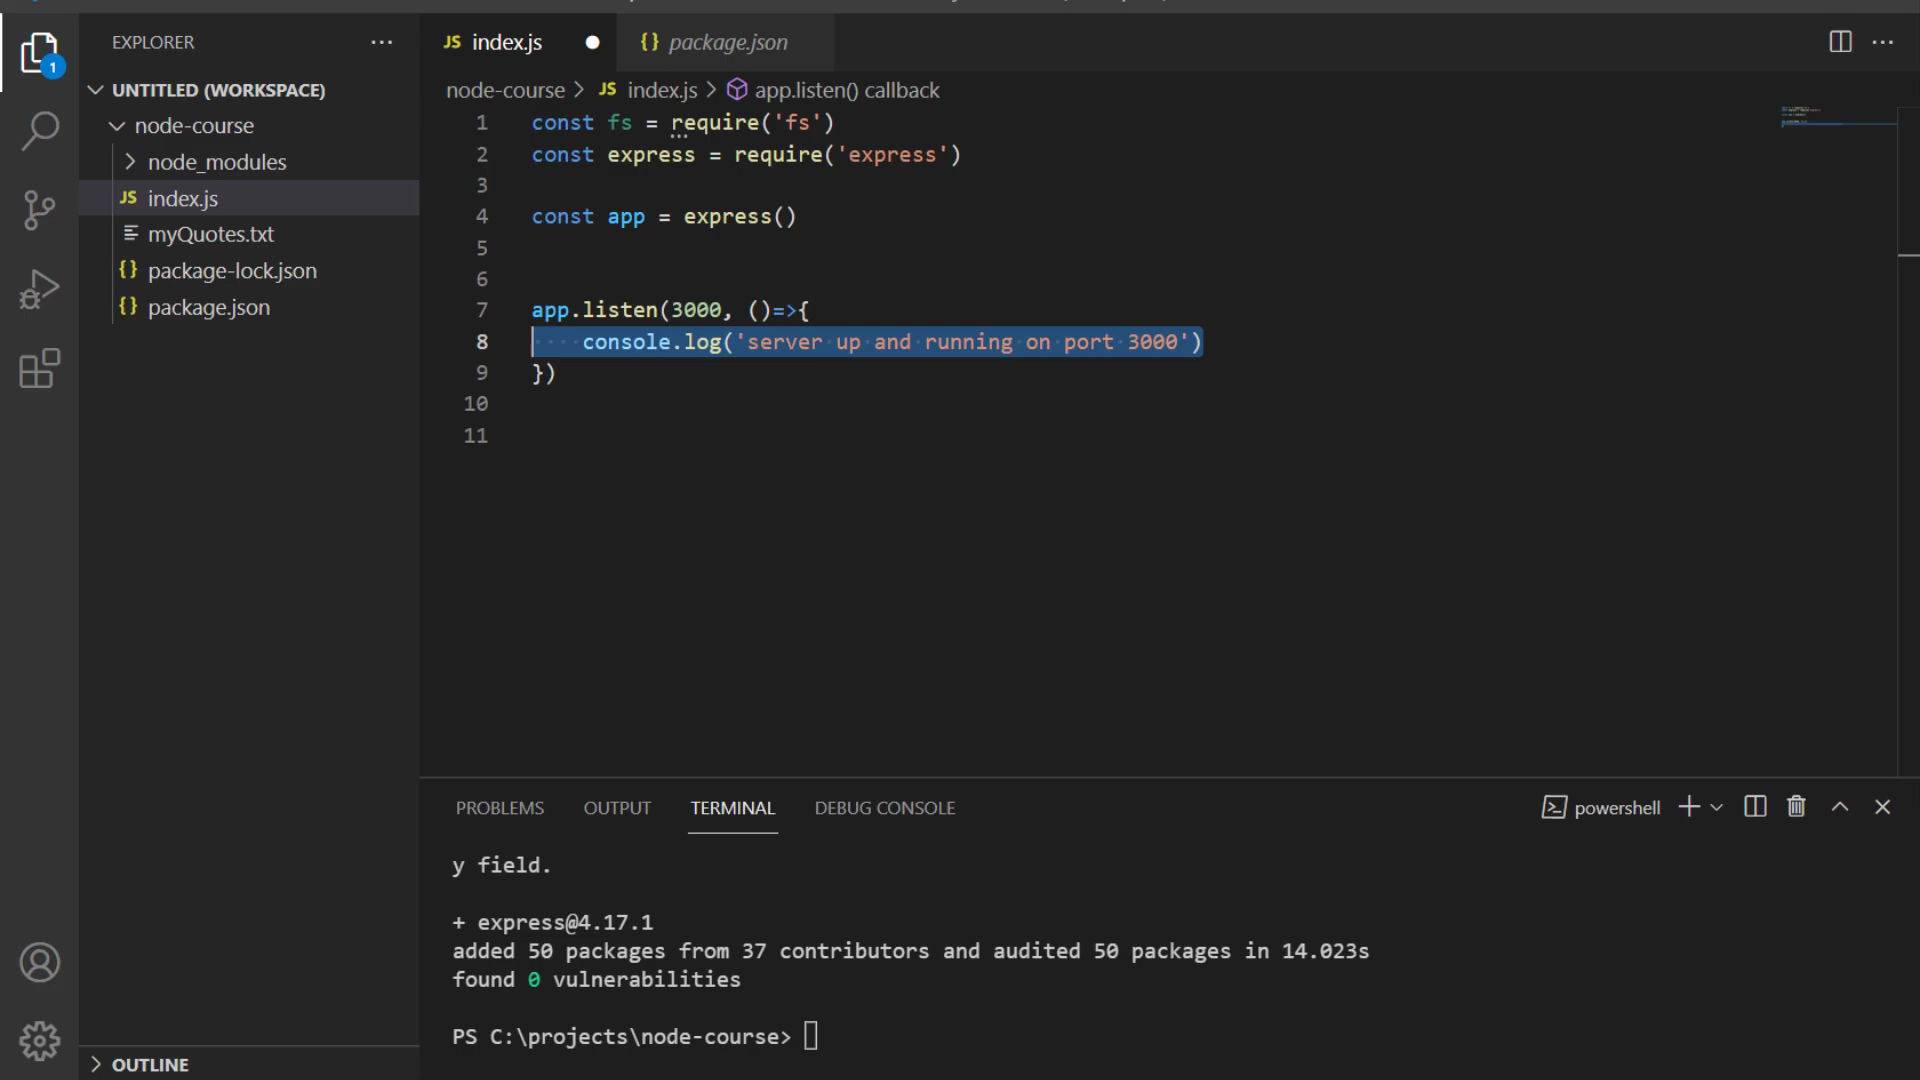 EXPLORER
1
UNTITLED (WORKSPACE)
node-course
node_modules
JS index.js
myQuotes.txt
{} package-lock.json
{} package.json
OUTLINE
JS index.js
{} package.json
node-course > JS index.js > app.listen() callback
1 const fs = require('fs')
2 const express = require('express')
3
4 const app = express()
5
6
7 app.listen(3000, ()=>{
8 console.log('server up and running on port 3000')
9 })
10
11
PROBLEMS OUTPUT TERMINAL DEBUG CONSOLE
powershell
y field.
+ express@4.17.1
added 50 packages from 37 contributors and audited 50 packages in 14.023s
found 0 vulnerabilities
PS C:\projects\node-course>